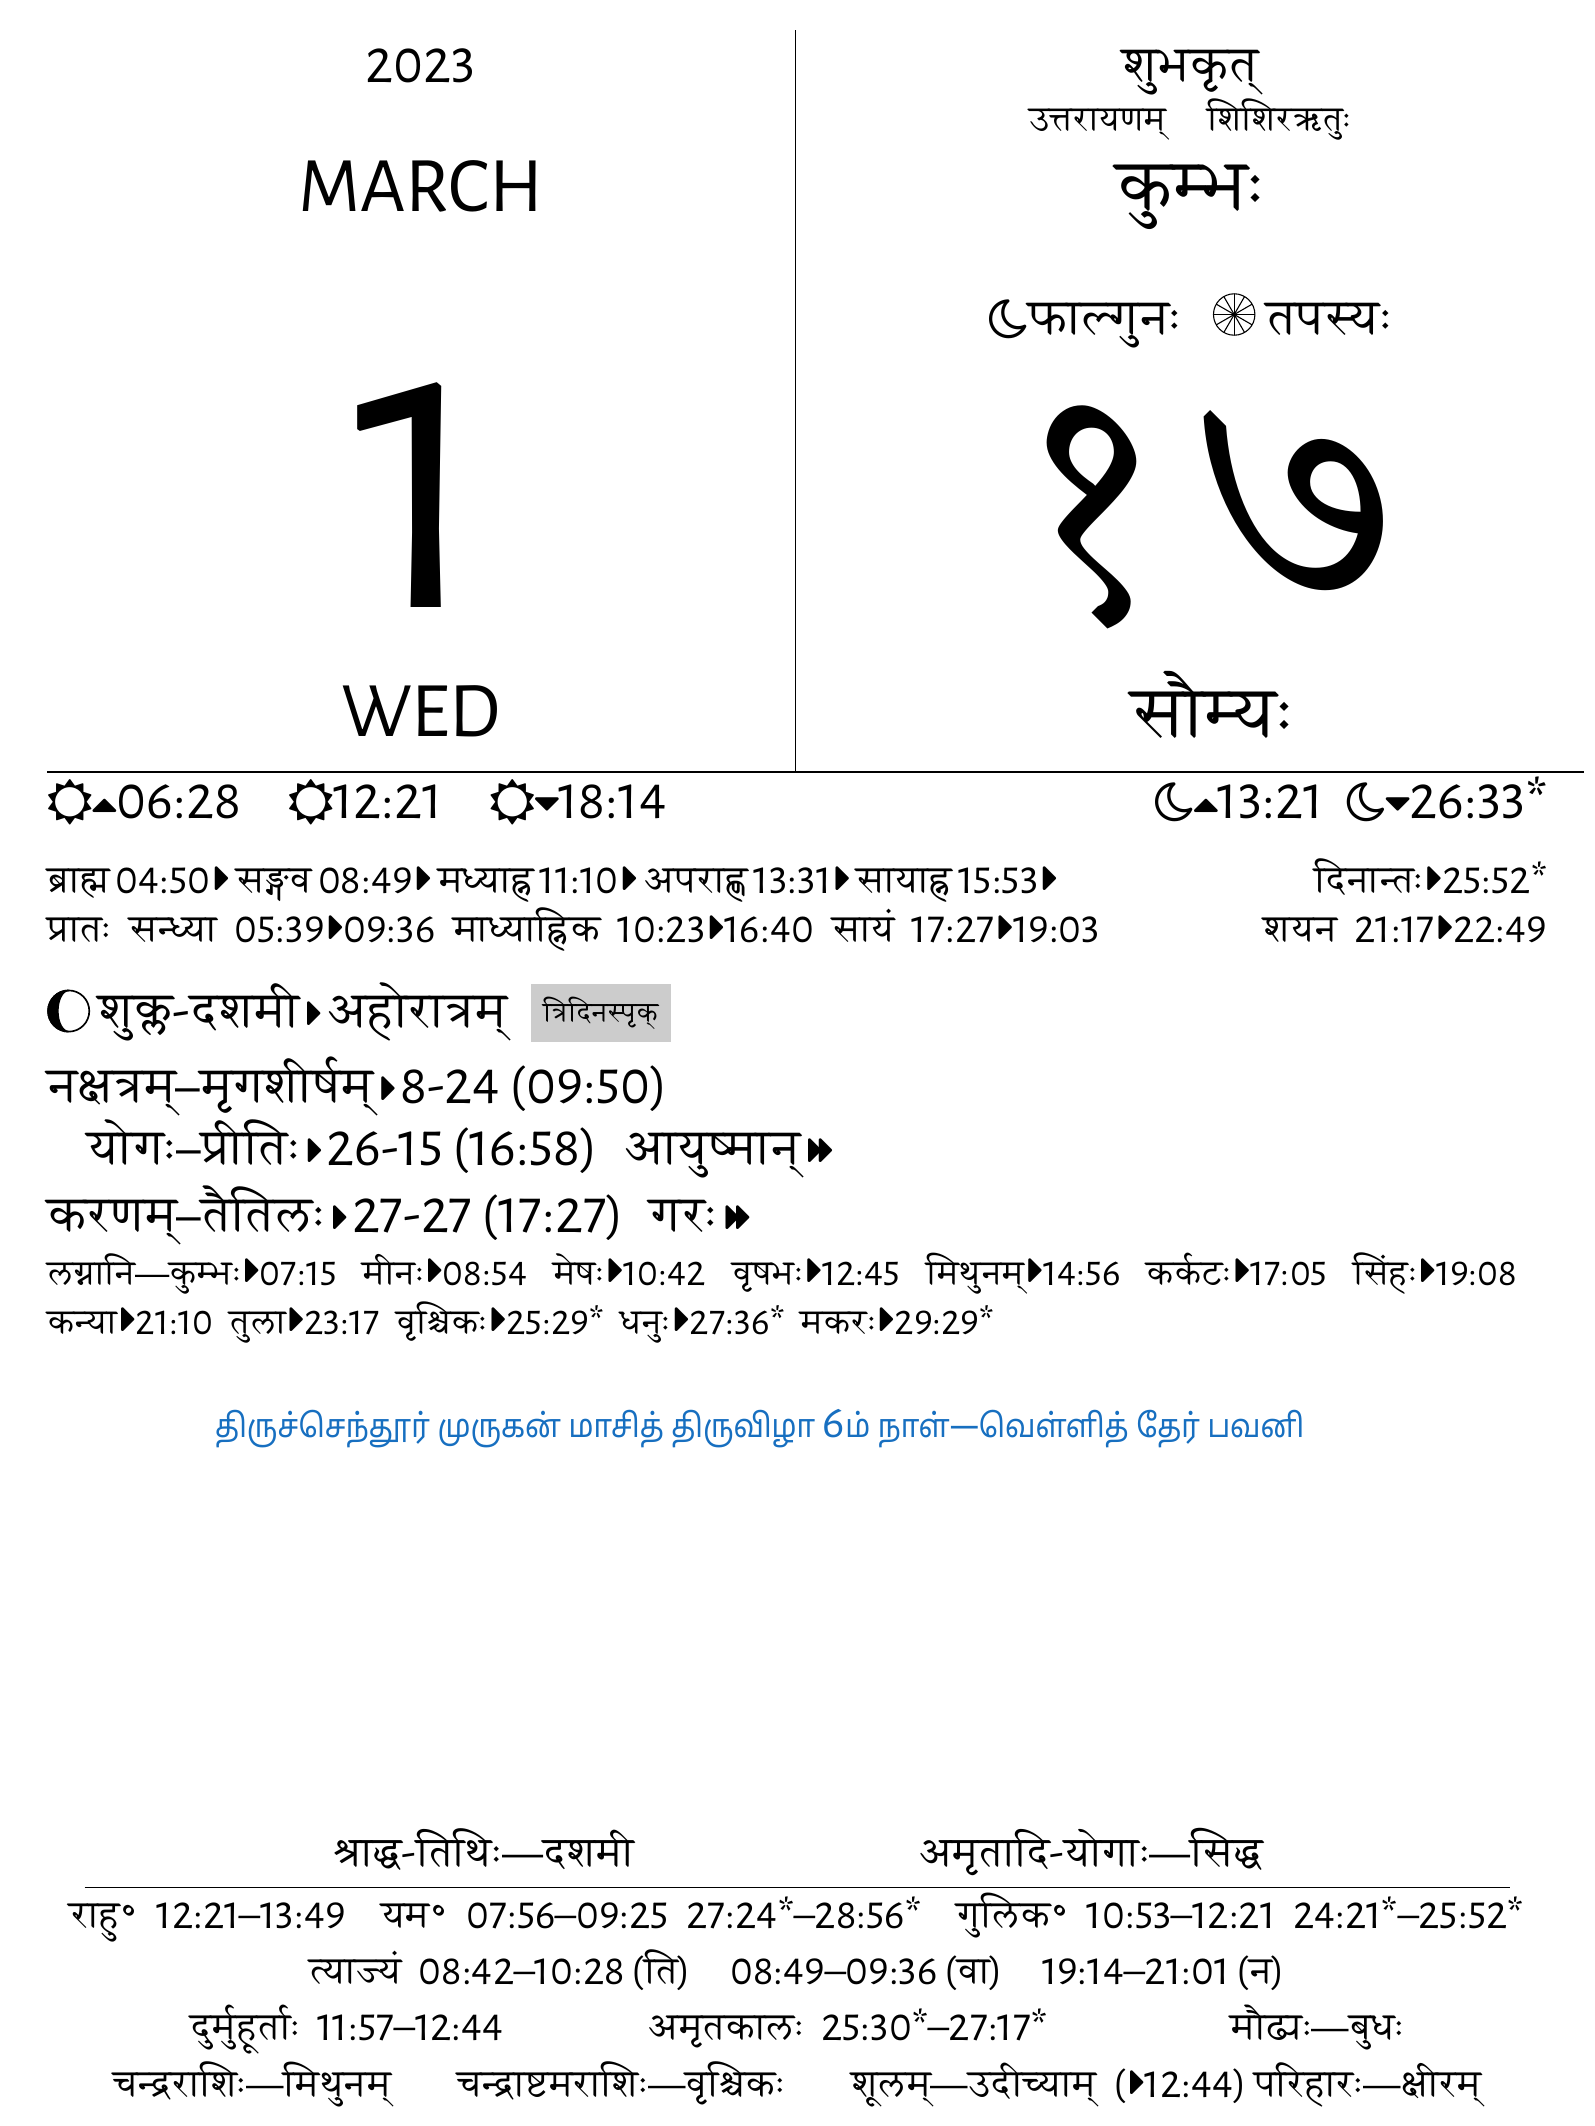 2023
MARCH
1
WED
शुभकृत्
उत्तरायणम् शिशिरऋतुः
कुम्भः
फाल्गुनः तपस्यः
१७
सौम्यः
06:28 12:21 18:14 13:21 26:33*
ब्राह्म 04:50 सङ्गव 08:49 मध्याह्न 11:10 अपराह्ण 13:31 सायाह्न 15:53 दिनान्तः 25:52*
प्रातः सन्ध्या 05:39 09:36 माध्याह्निक 10:23 16:40 सायं 17:27 19:03 शयन 21:17 22:49
शुक्ल-दशमी अहोरात्रम् त्रिदिनस्पृक्
नक्षत्रम्–मृगशीर्षम् 8-24 (09:50)
योगः–प्रीतिः 26-15 (16:58) आयुष्मान्
करणम्–तैतिलः 27-27 (17:27) गरः
लग्नानि—कुम्भः 07:15 मीनः 08:54 मेषः 10:42 वृषभः 12:45 मिथुनम् 14:56 कर्कटः 17:05 सिंहः 19:08
कन्या 21:10 तुला 23:17 वृश्चिकः 25:29* धनुः 27:36* मकरः 29:29*
திருச்செந்தூர் முருகன் மாசித் திருவிழா 6ம் நாள்—வெள்ளித் தேர் பவனி
श्राद्ध-तिथिः—दशमी अमृतादि-योगाः—सिद्ध
राहु॰ 12:21–13:49 यम॰ 07:56–09:25 27:24*–28:56* गुलिक॰ 10:53–12:21 24:21*–25:52*
त्याज्यं 08:42–10:28 (ति) 08:49–09:36 (वा) 19:14–21:01 (न)
दुर्मुहूर्ताः 11:57–12:44 अमृतकालः 25:30*–27:17* मौढ्यः—बुधः
चन्द्रराशिः—मिथुनम् चन्द्राष्टमराशिः—वृश्चिकः शूलम्—उदीच्याम् (12:44) परिहारः—क्षीरम्